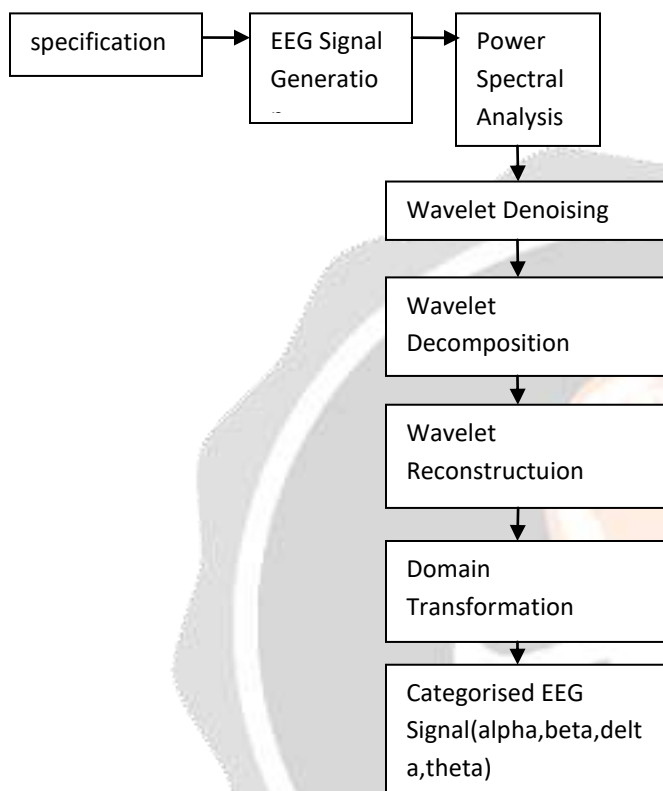 specification
EEG Signal
Generatio
Power
Spectral
Analysis
Wavelet Denoising
Wavelet
Decomposition
Wavelet
Reconstructuion
Domain
Transformation
Categorised EEG
Signal(alpha,beta,delt
a,theta)